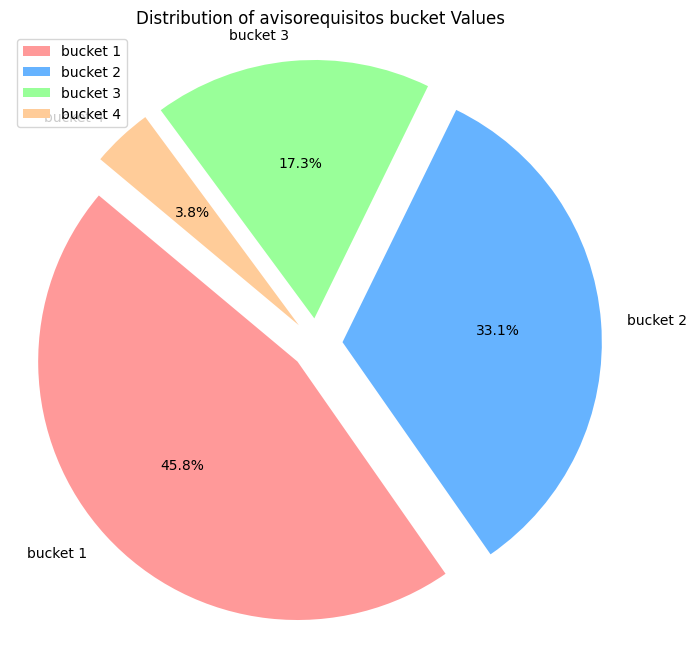 Distribution of avisorequisitos bucket Values
bucket 3
bucket 1
bucket 2
bucket 3
bucket 4
bucket
17.3%
3.8%
33.1%
bucket 2
45.8%
bucket 1